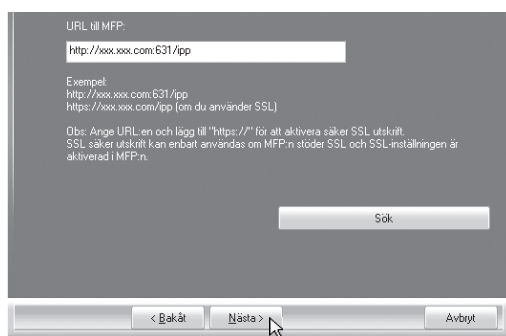 URL till MFP:
http://xxx.xxx.com:631/ipp
Exempel:
http://xxx.xxx.com:631/ipp
https://xxx.xxx.com/ipp (om du använder SSL)
Obs: Ange URL:en och lägg till "https://" för att aktivera säker SSL utskrift.
SSL säker utskrift kan enbart användas om MFP:n stöder SSL och SSL-inställningen är
aktiverad i MFP:n.
Sök
< Bakåt
Nästa >
Avbryt